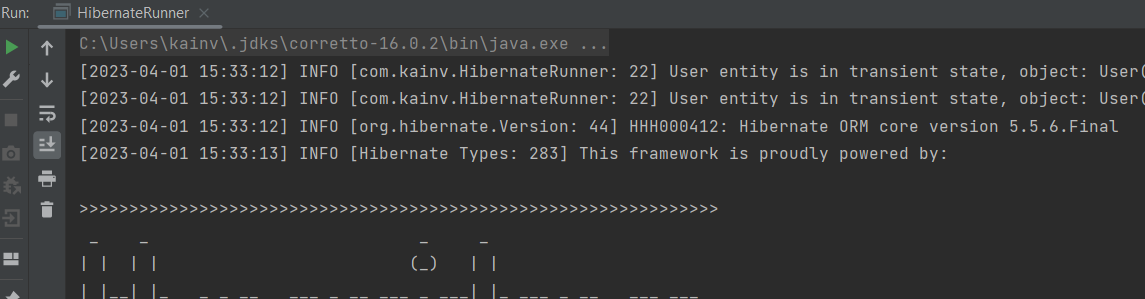 Run: HibernateRunner
C:\Users\kainv\.jdks\corretto-16.0.2\bin\java.exe ...
[2023-04-01 15:33:12] INFO [com.kainv.HibernateRunner: 22] User entity is in transient state, object: User(
[2023-04-01 15:33:12] INFO [com.kainv.HibernateRunner: 22] User entity is in transient state, object: User(
[2023-04-01 15:33:12] INFO [org.hibernate.Version: 44] HHH000412: Hibernate ORM core version 5.5.6.Final
[2023-04-01 15:33:13] INFO [Hibernate Types: 283] This framework is proudly powered by:
>>>>>>>>>>>>>>>>>>>>>>>>>>>>>>>>>>>>>>>>>>>>>>>>>>>>>>>>>>>>>>>>